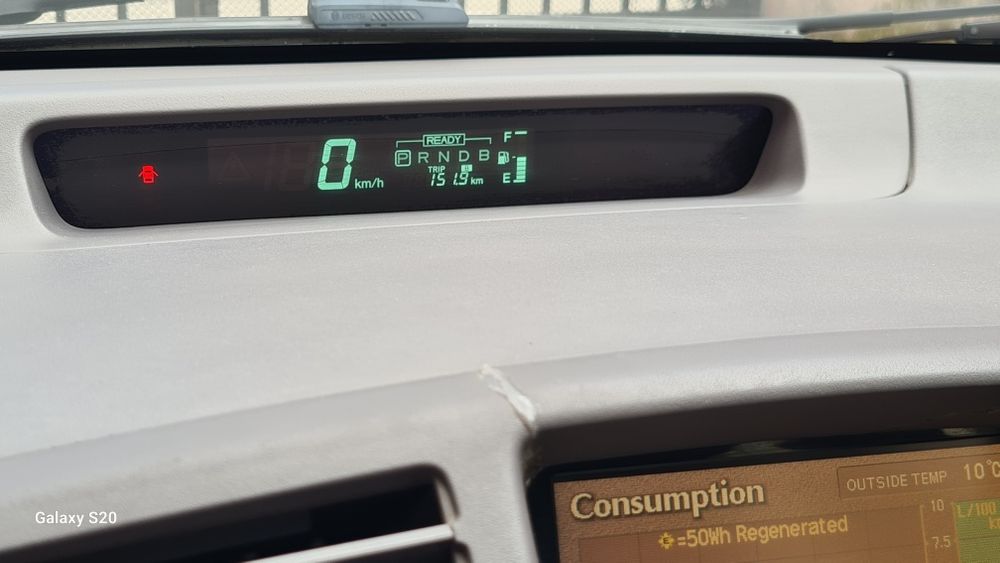 READY
F
0 km/h
P R N D B
TRIP B
151.9 km
E
OUTSIDE TEMP 10°C
Consumption
=50Wh Regenerated
10
L/100
7.5
Galaxy S20